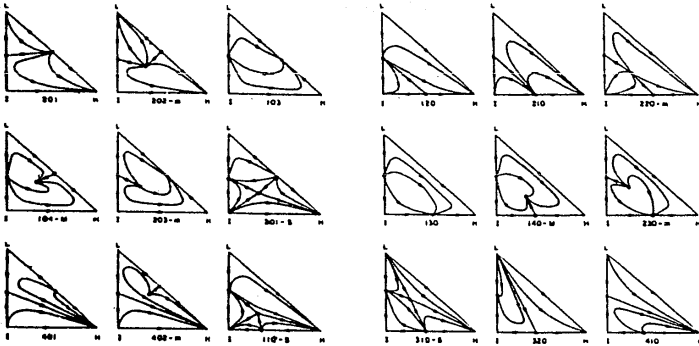 L L L L L L
I 201 H I 202-m H I 103 H I 120 H I 210 H I 220-m H
L L L L L L
I 104-M H I 203-m H I 301-S H I 130 H I 140-M H I 230-m H
L L L L L L
I 401 H I 402-m H I H I 310-S H I 320 H I 410